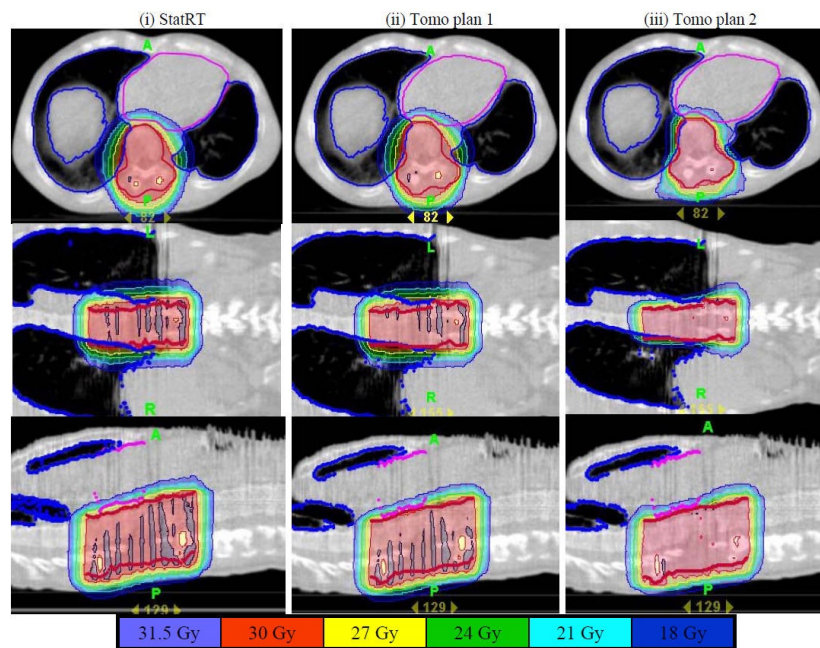 (i) StatRT (ii) Tomo plan 1 (iii) Tomo plan 2
A A A
P P P
82 82 82
L L L
R R R
A A A
P P P
129 129 129
31.5 Gy 30 Gy 27 Gy 24 Gy 21 Gy 18 Gy